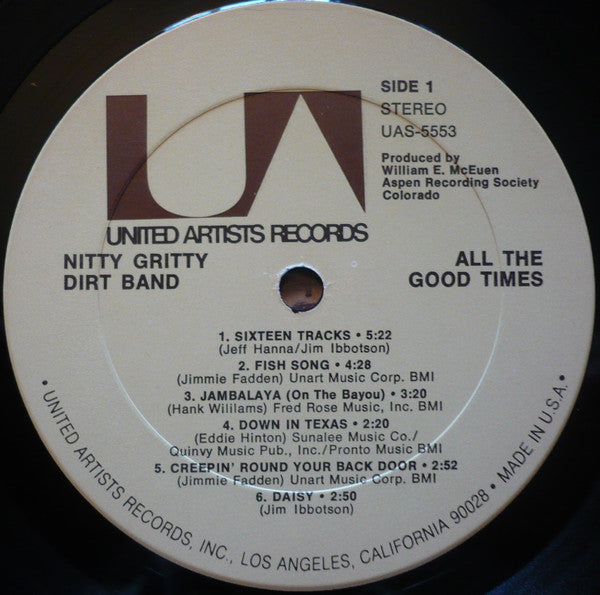 UA
UNITED ARTISTS RECORDS
SIDE 1
STEREO
UAS-5553
Produced by
William E. McEuen
Aspen Recording Society
Colorado
NITTY GRITTY
DIRT BAND
ALL THE
GOOD TIMES
1. SIXTEEN TRACKS • 5:22
(Jeff Hanna/Jim Ibbotson)
2. FISH SONG • 4:28
(Jimmie Fadden) Unart Music Corp. BMI
3. JAMBALAYA (On The Bayou) • 3:20
(Hank Wililams) Fred Rose Music, Inc. BMI
4. DOWN IN TEXAS • 2:20
(Eddie Hinton) Sunalee Music Co./
Quinvy Music Pub., Inc./Pronto Music BMI
5. CREEPIN' ROUND YOUR BACK DOOR • 2:52
(Jimmie Fadden) Unart Music Corp. BMI
6. DAISY • 2:50
(Jim Ibbotson)
• UNITED ARTISTS RECORDS, INC., LOS ANGELES, CALIFORNIA 90028 • MADE IN U.S.A. •